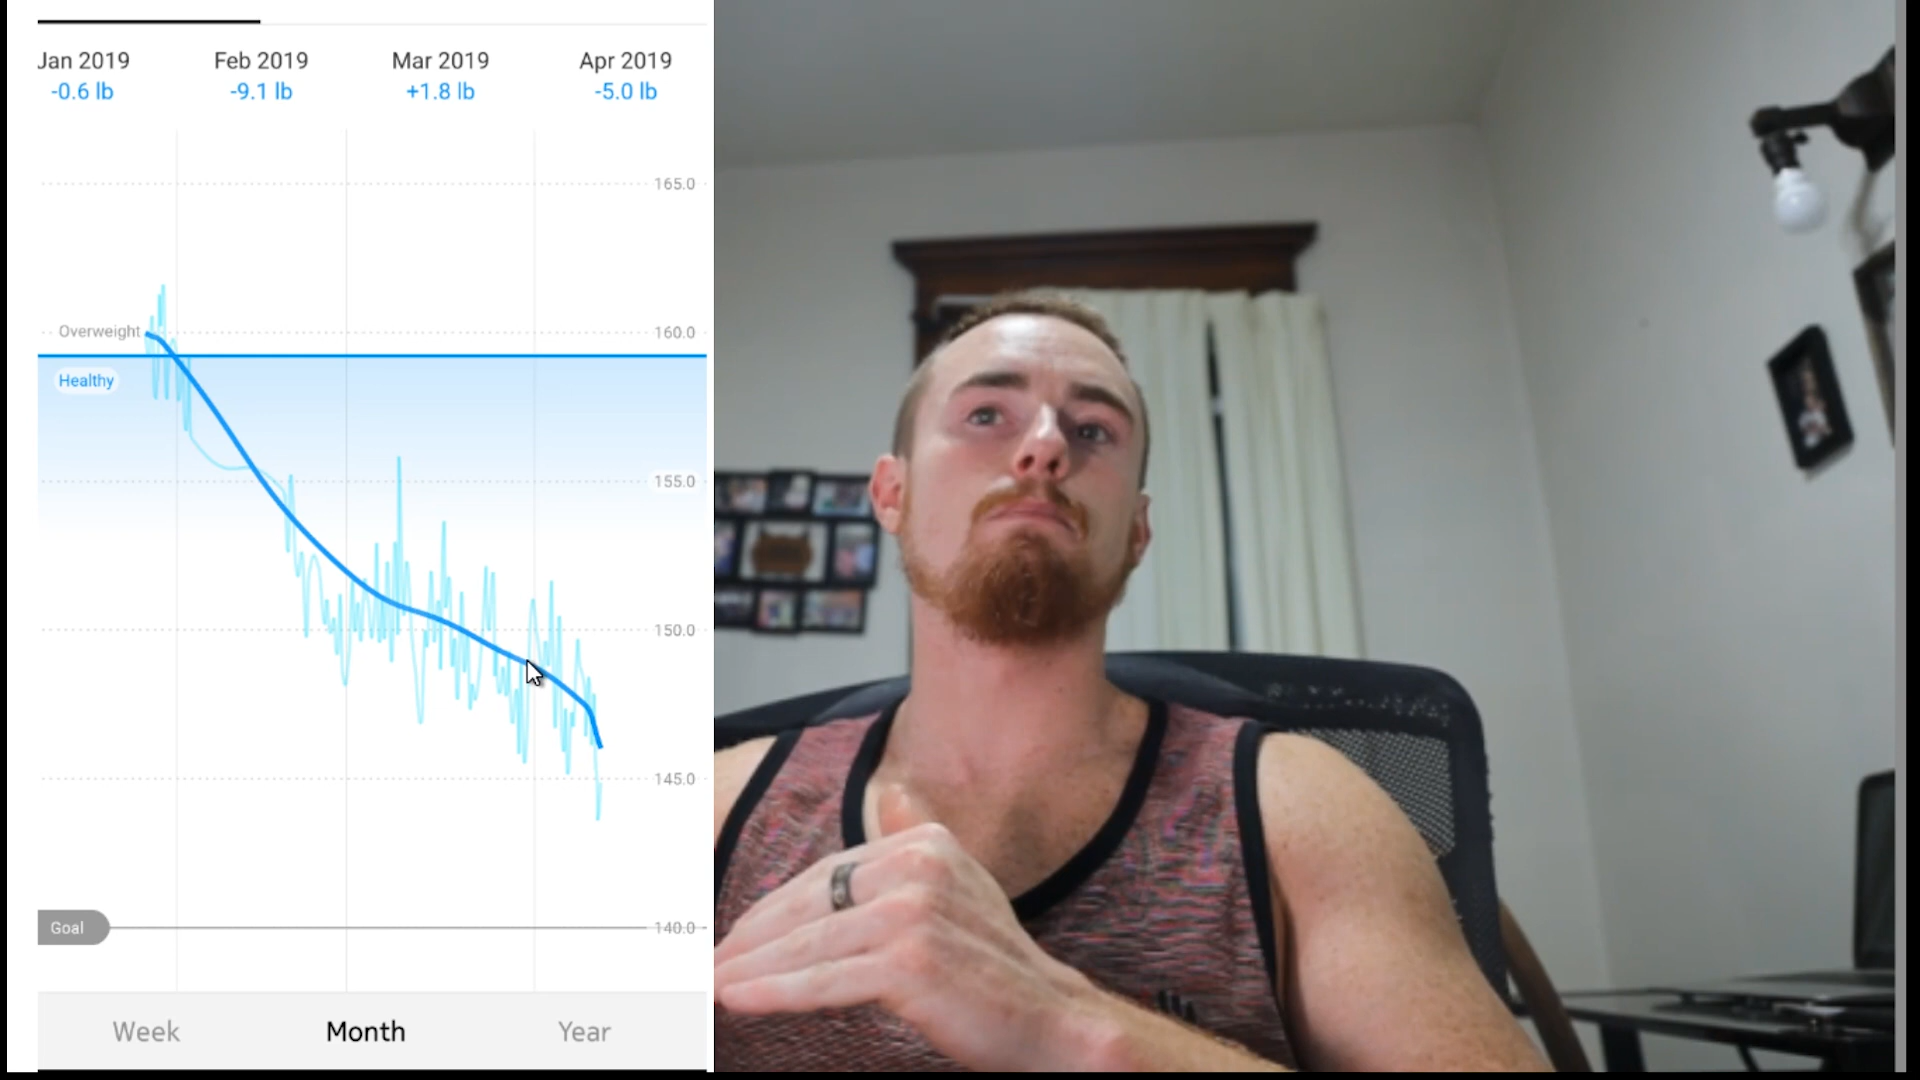 Jan 2019 Feb 2019 Mar 2019 Apr 2019
-0.6 lb -9.1 lb +1.8 lb -5.0 lb
165.0
Overweight 160.0
Healthy
155.0
150.0
145.0
Goal 140.0
Week Month Year